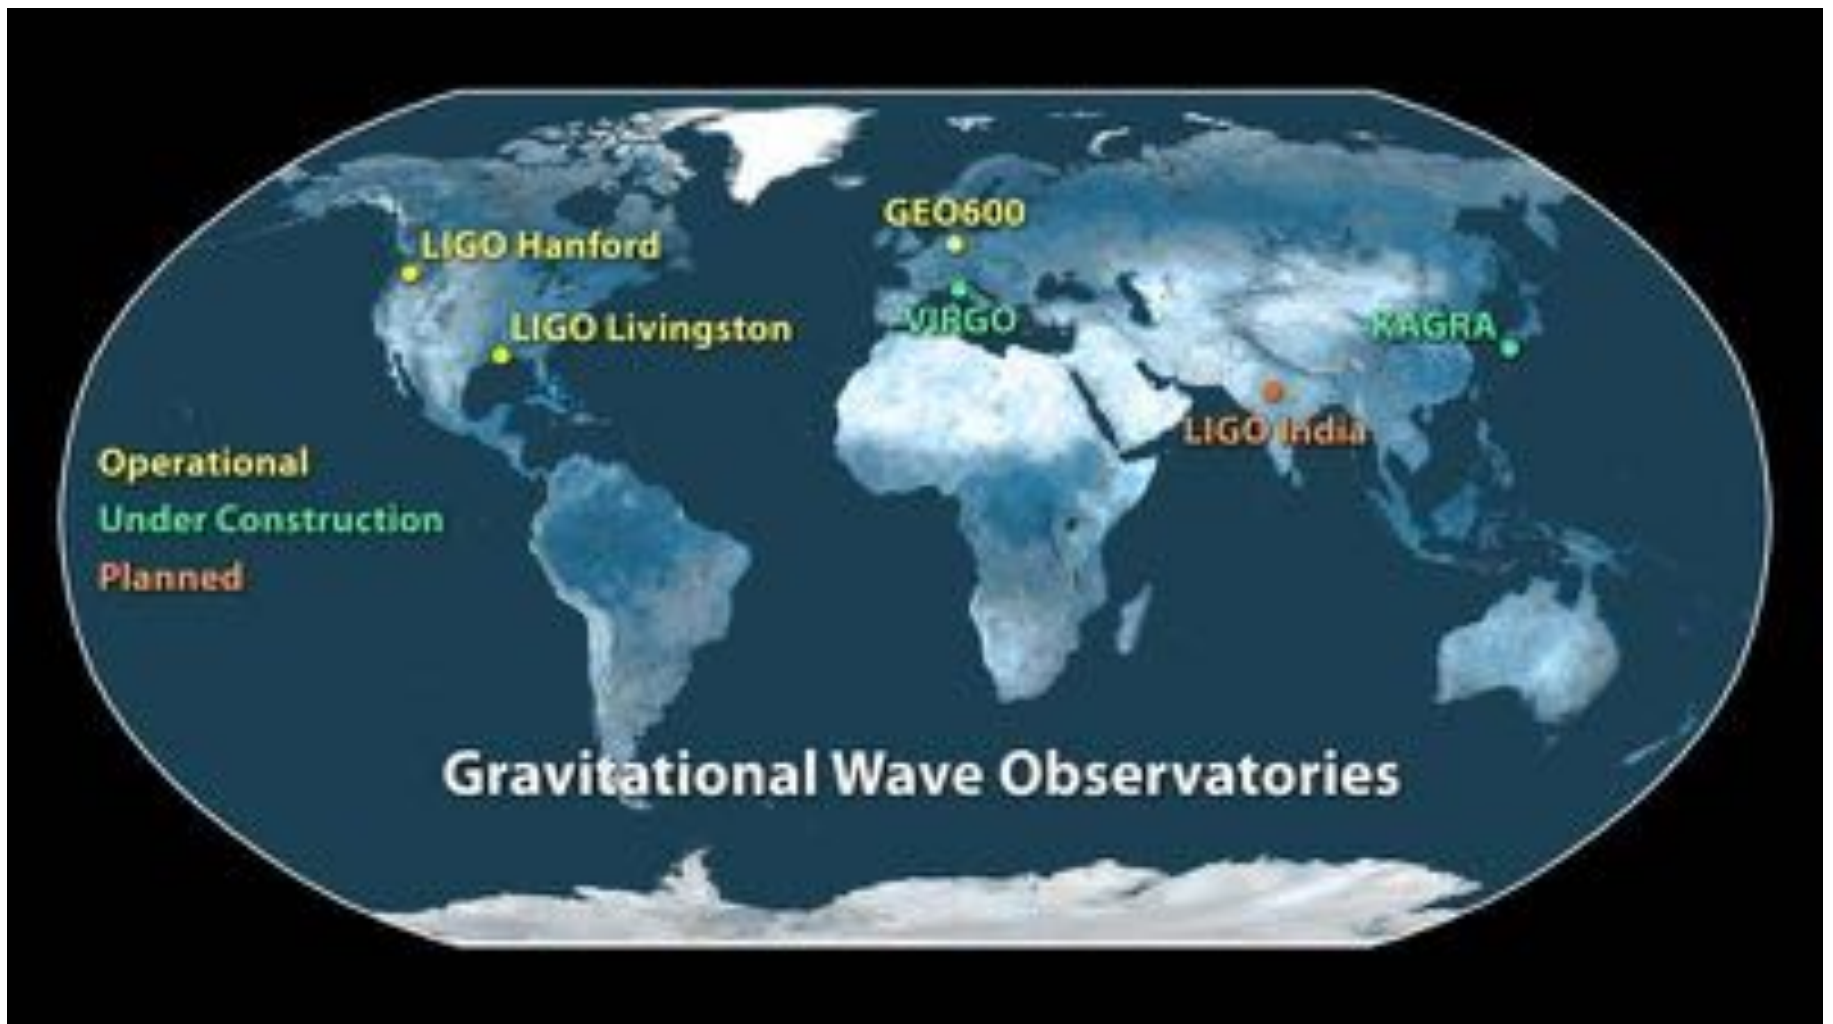 GEO600
LIGO Hanford
VIRGO
KAGRA
LIGO Livingston
LIGO India
Operational
Under Construction
Planned
Gravitational Wave Observatories